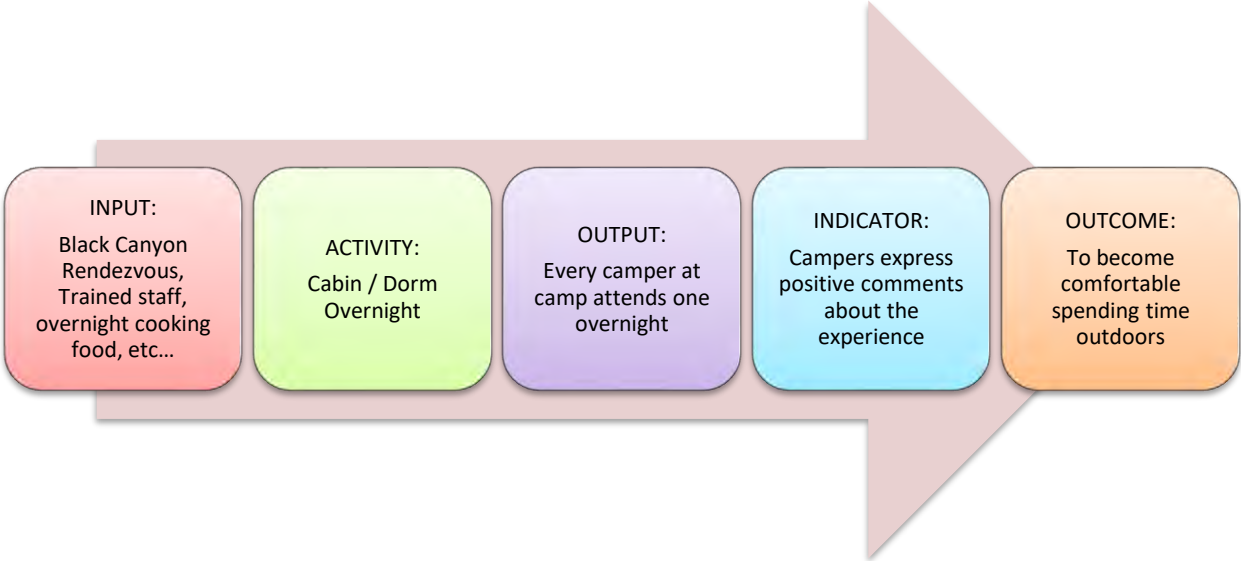 INPUT:
Black Canyon
Rendezvous,
Trained staff,
overnight cooking
food, etc…
ACTIVITY:
Cabin / Dorm
Overnight
OUTPUT:
Every camper at
camp attends one
overnight
INDICATOR:
Campers express
positive comments
about the
experience
OUTCOME:
To become
comfortable
spending time
outdoors